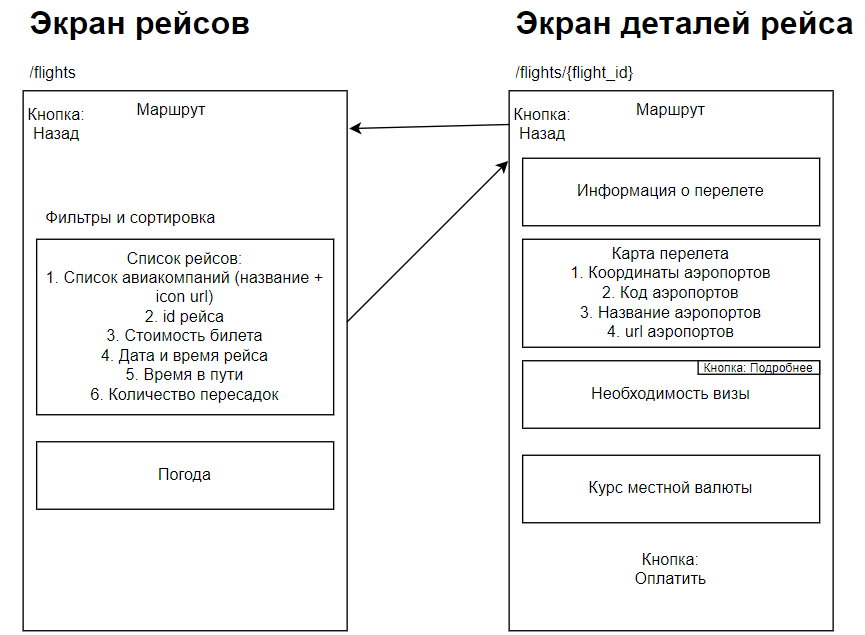 Экран рейсов
/flights
Кнопка:
Назад
Маршрут
Фильтры и сортировка
Список рейсов:
1. Список авиакомпаний (название +
icon url)
2. id рейса
3. Стоимость билета
4. Дата и время рейса
5. Время в пути
6. Количество пересадок
Погода
Экран деталей рейса
/flights/{flight_id}
Кнопка:
Назад
Маршрут
Информация о перелете
Карта перелета
1. Координаты аэропортов
2. Код аэропортов
3. Название аэропортов
4. url аэропортов
Кнопка: Подробнее
Необходимость визы
Курс местной валюты
Кнопка:
Оплатить